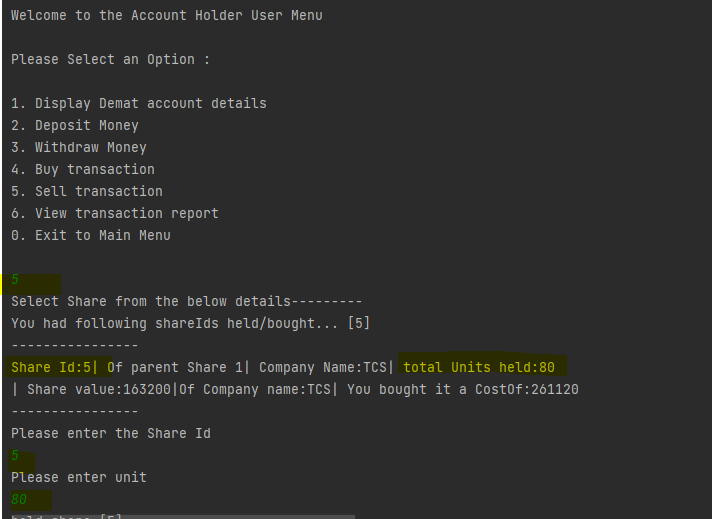 Welcome to the Account Holder User Menu
Please Select an Option :
1. Display Demat account details
2. Deposit Money
3. Withdraw Money
4. Buy transaction
5. Sell transaction
6. View transaction report
0. Exit to Main Menu
5
Select Share from the below details---------
You had following shareIds held/bought... [5]
----------------
Share Id:5| Of parent Share 1| Company Name:TCS| total Units held:80
| Share value:163200|Of Company name:TCS| You bought it a CostOf:261120
----------------
Please enter the Share Id
5
Please enter unit
80
held share [5]